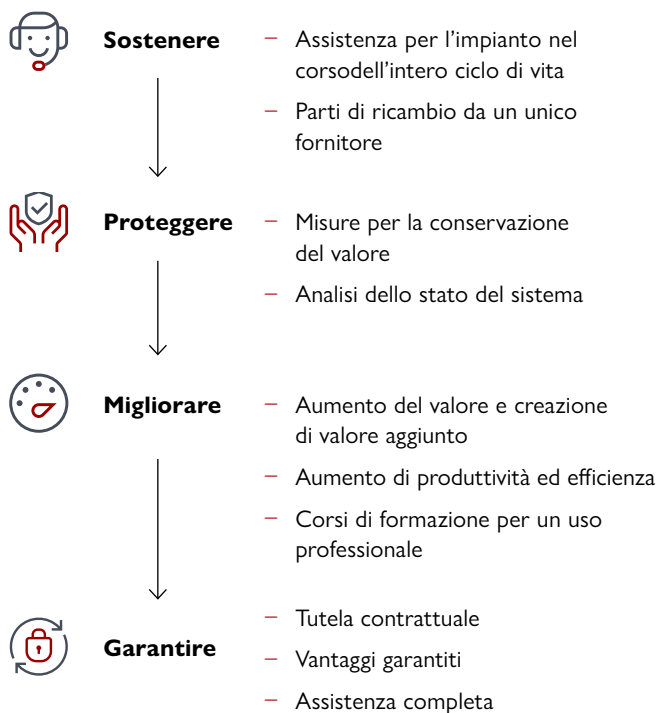 Sostenere
– Assistenza per l’impianto nel
corsodell’intero ciclo di vita
– Parti di ricambio da un unico
fornitore
Proteggere
– Misure per la conservazione
del valore
– Analisi dello stato del sistema
Migliorare
– Aumento del valore e creazione
di valore aggiunto
– Aumento di produttività ed efficienza
– Corsi di formazione per un uso
professionale
Garantire
– Tutela contrattuale
– Vantaggi garantiti
– Assistenza completa